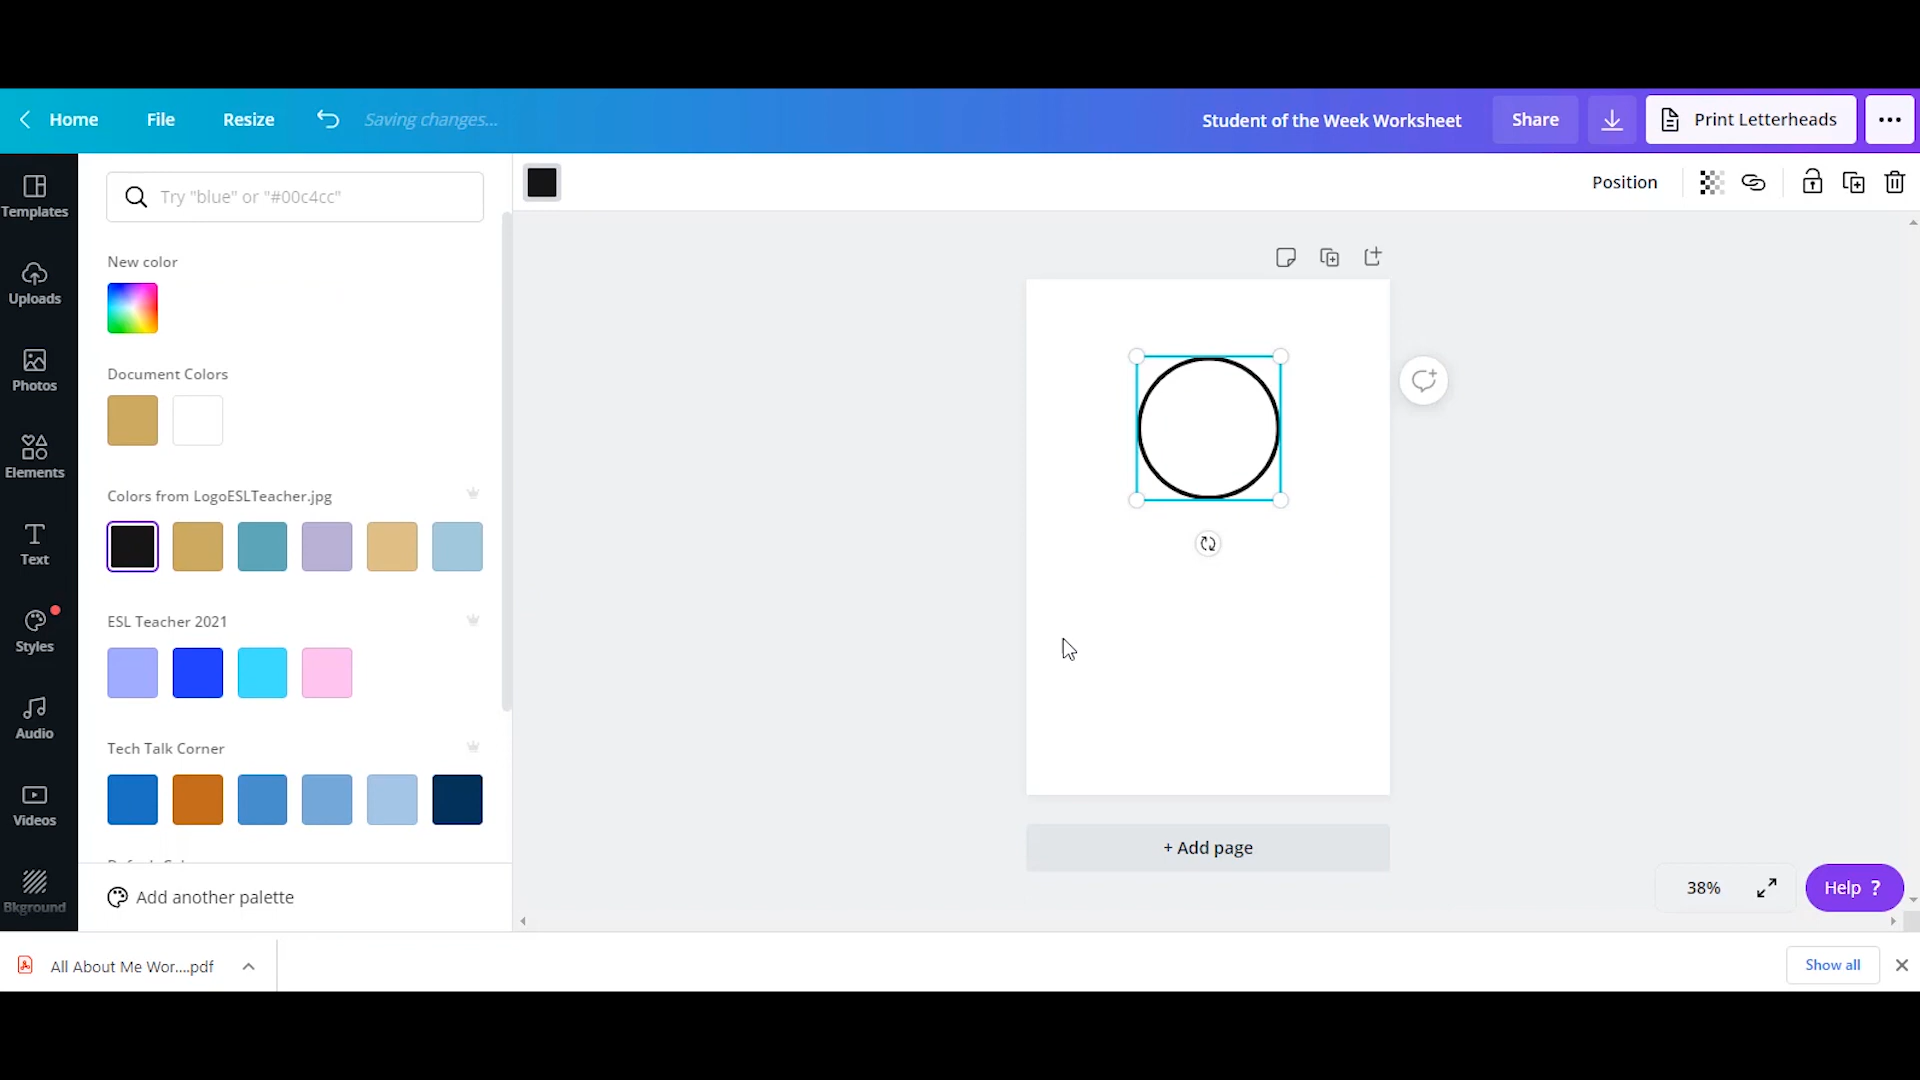 Home
File
Resize
Saving changes...
Student of the Week Worksheet
Share
Print Letterheads
Templates
Uploads
Photos
Elements
Text
Styles
Audio
Videos
Bkground
Try "blue" or "#00c4cc"
New color
Document Colors
Colors from LogoESLTeacher.jpg
ESL Teacher 2021
Tech Talk Corner
Add another palette
Position
+ Add page
38%
Help ?
All About Me Wor....pdf
Show all